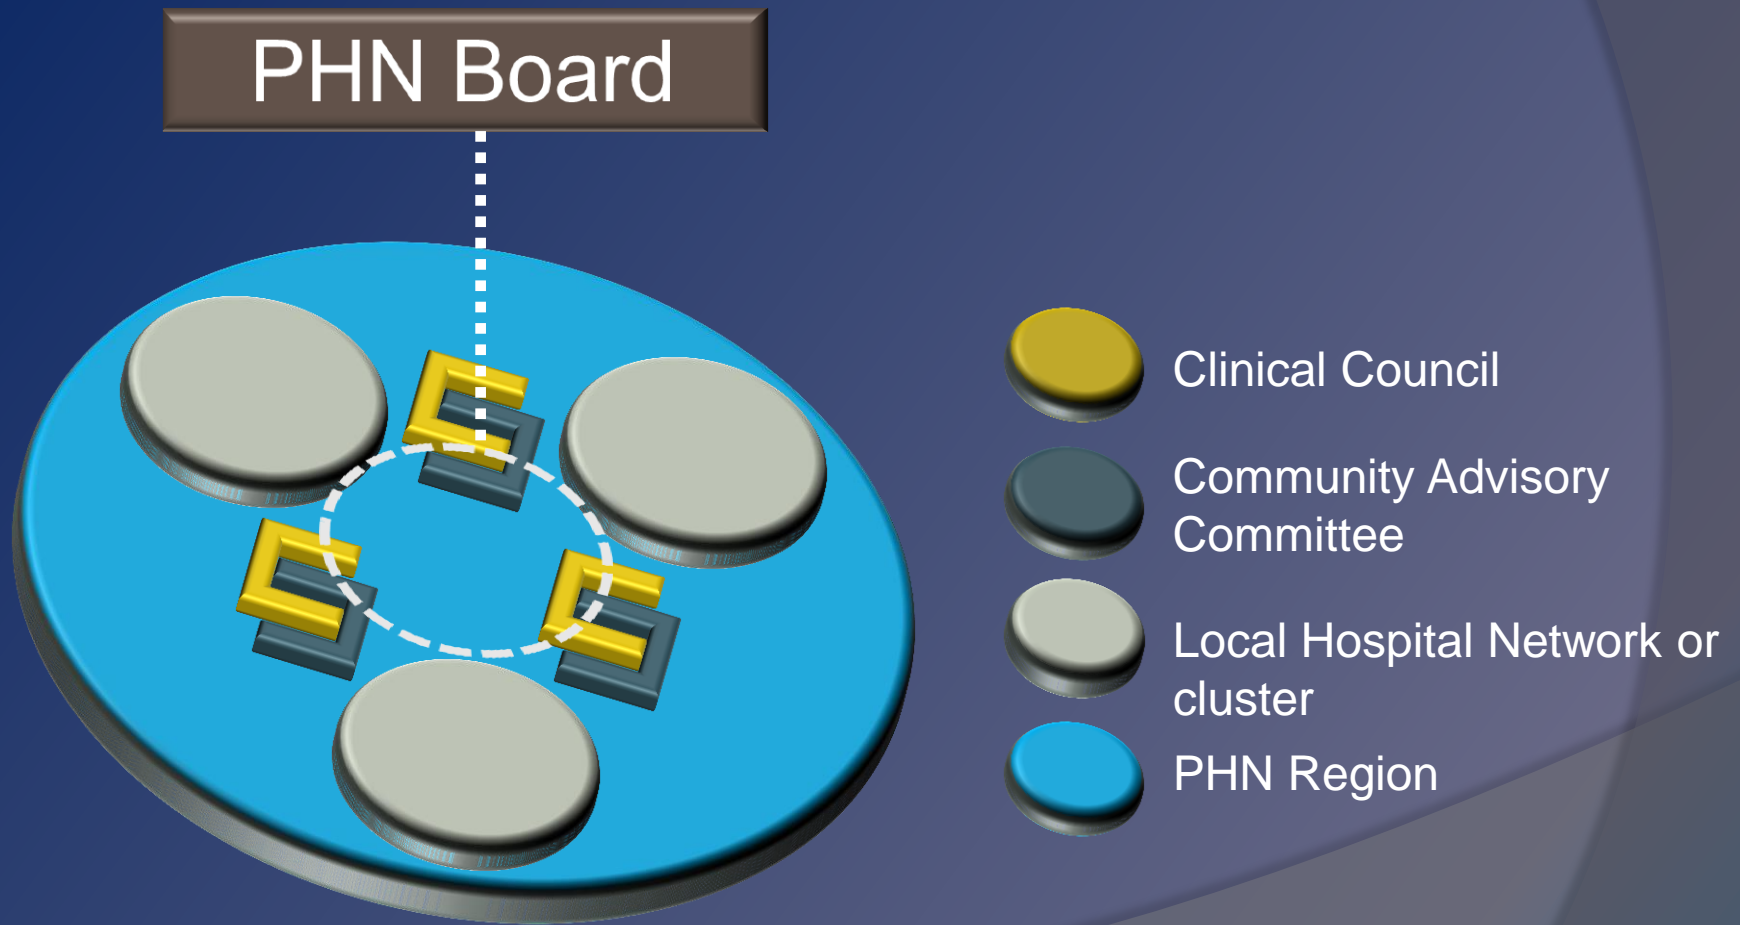 PHN Board
Clinical Council
Community Advisory
Committee
Local Hospital Network or
cluster
PHN Region